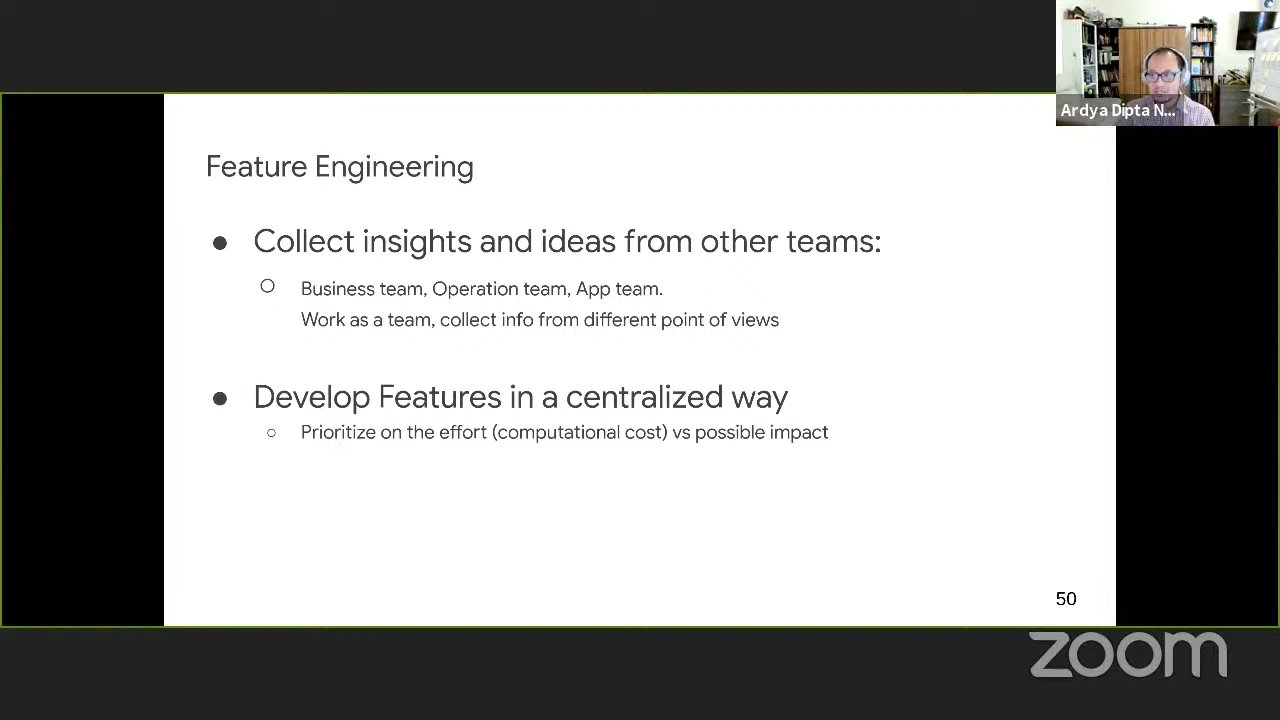 Ardya Dipta N...
Feature Engineering
● Collect insights and ideas from other teams:
○ Business team, Operation team, App team.
Work as a team, collect info from different point of views
● Develop Features in a centralized way
○ Prioritize on the effort (computational cost) vs possible impact
50
zoom